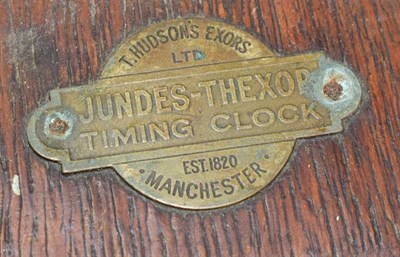 T. HUDSON'S EXORS
LTD
JUNDES-THEXOR
TIMING CLOCK
EST. 1820
· MANCHESTER ·